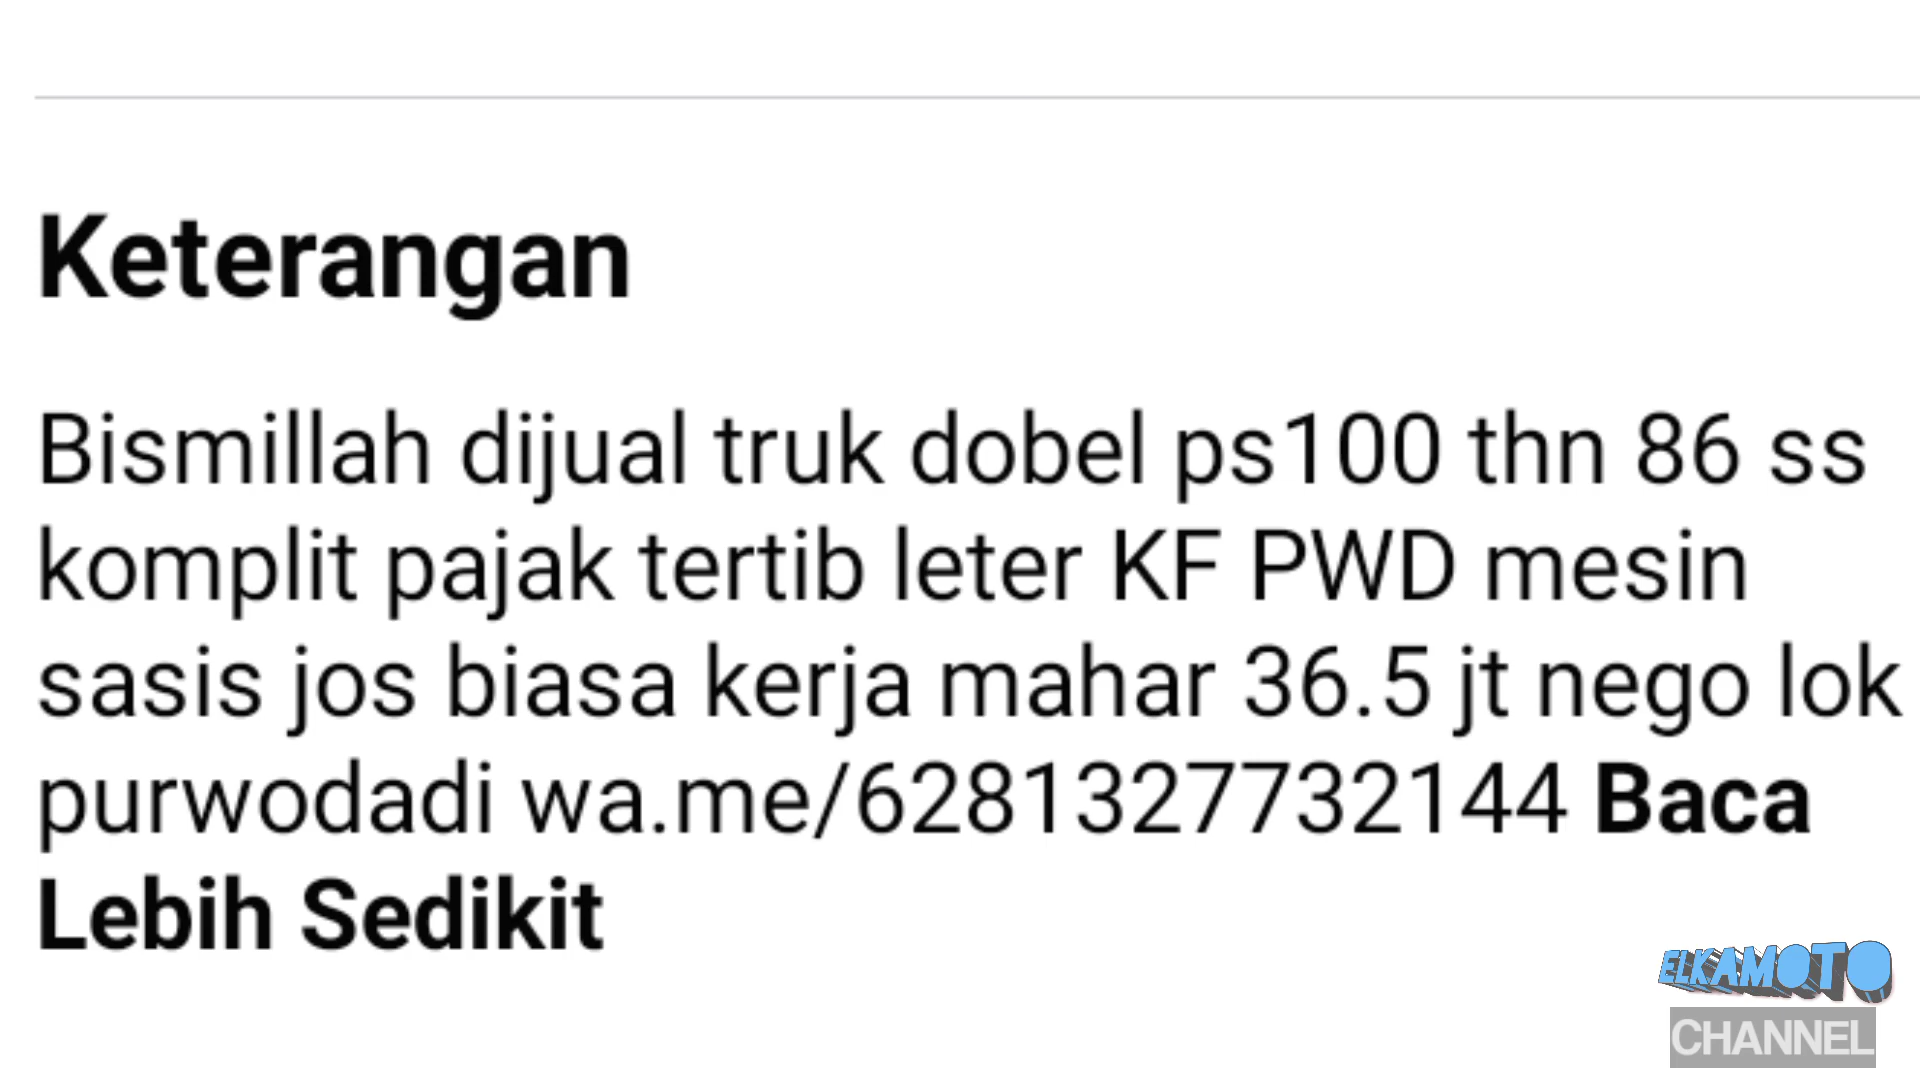 Keterangan
Bismillah dijual truk dobel ps100 thn 86 ss
komplit pajak tertib leter KF PWD mesin
sasis jos biasa kerja mahar 36.5 jt nego lok
purwodadi wa.me/6281327732144 Baca
Lebih Sedikit
ELKAMOTO
CHANNEL